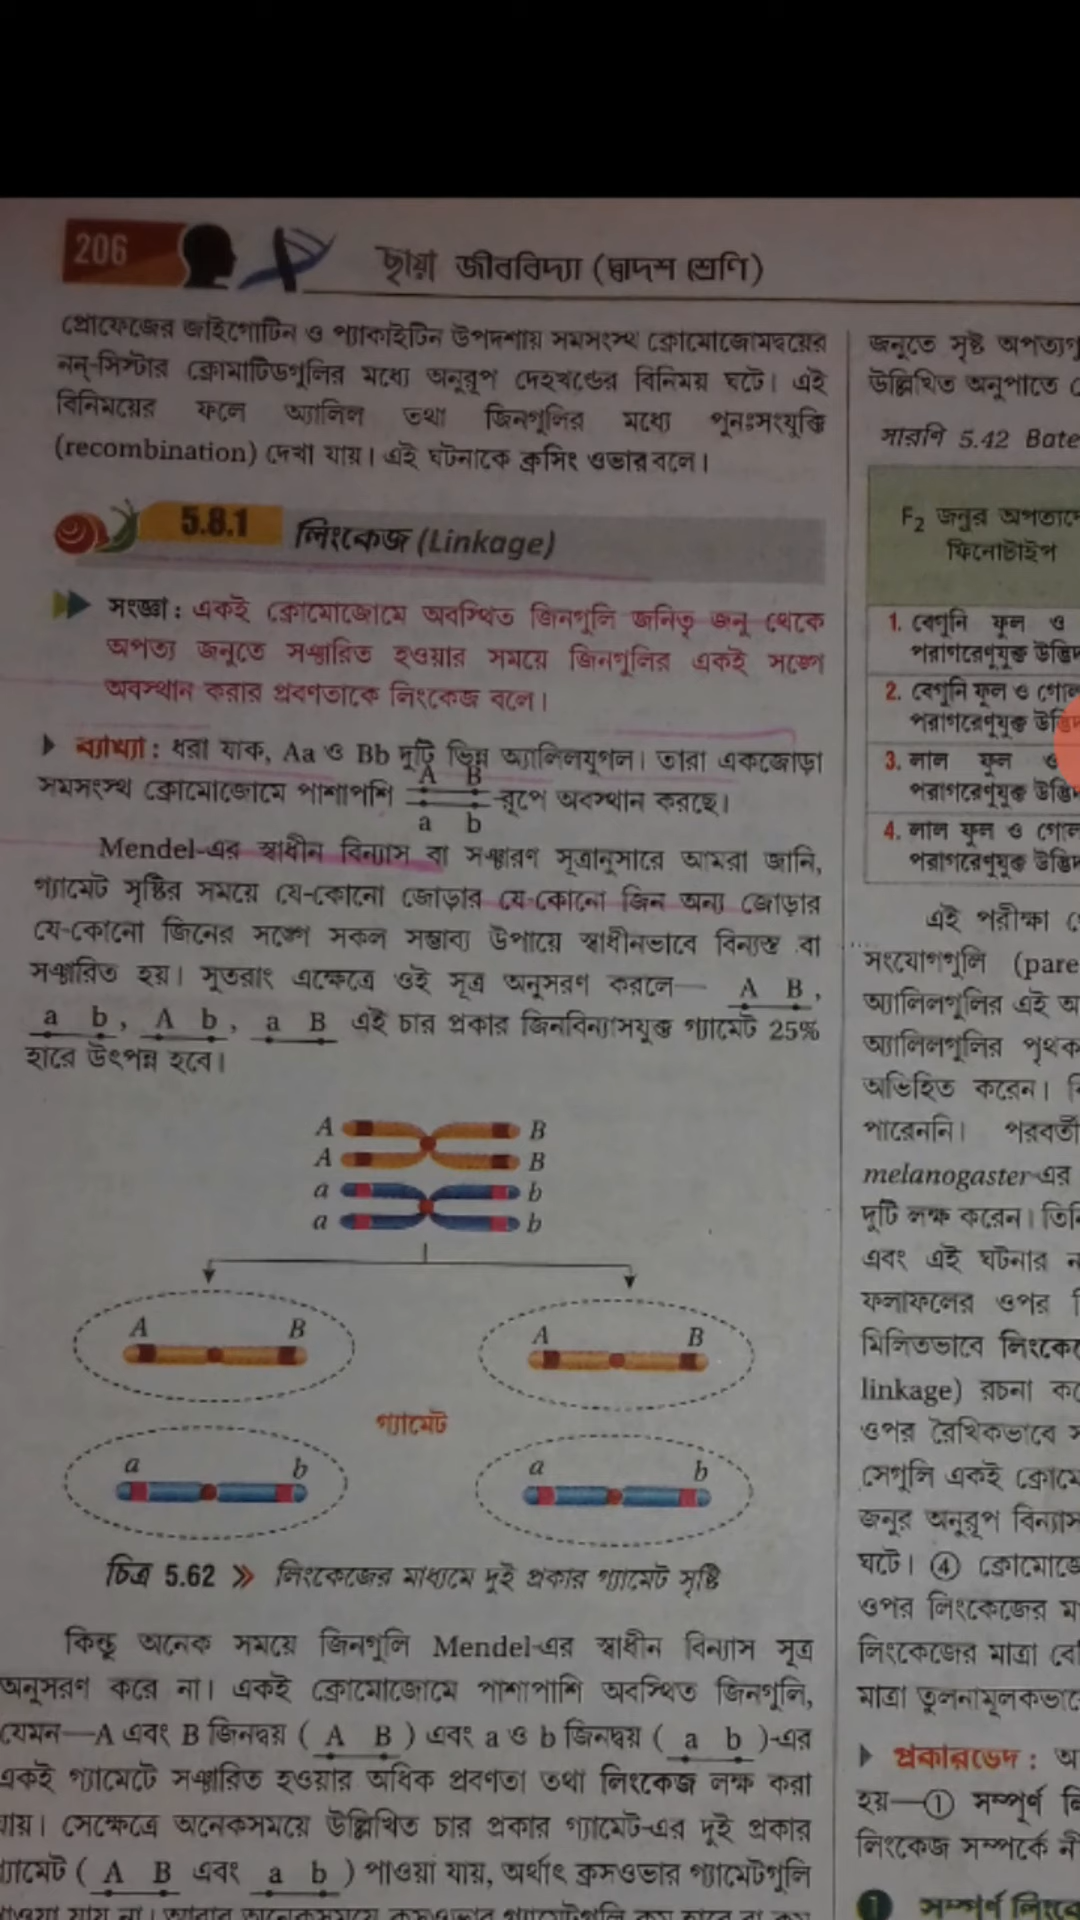 206
ছায়া জীববিদ্যা (দ্বাদশ শ্রেণি)
প্রোফেজের জাইগোটিন ও প্যাকাইটিন উপদশায় সমসংস্থ ক্রোমোজোমদ্বয়ের
নন্-সিস্টার ক্রোমাটিডগুলির মধ্যে অনুরূপ দেহখণ্ডের বিনিময় ঘটে। এই
বিনিময়ের ফলে অ্যালিল তথা জিনগুলির মধ্যে পুনঃসংযুক্তি
(recombination) দেখা যায়। এই ঘটনাকে ক্রসিং ওভার বলে।
5.8.1 লিংকেজ (Linkage)
সংজ্ঞা : একই ক্রোমোজোমে অবস্থিত জিনগুলি জনিতৃ জনু থেকে
অপত্য জনুতে সঞ্চারিত হওয়ার সময়ে জিনগুলির একই সঙ্গে
অবস্থান করার প্রবণতাকে লিংকেজ বলে।
ব্যাখ্যা : ধরা যাক, Aa ও Bb দুটি ভিন্ন অ্যালিলযুগল। তারা একজোড়া
A B
সমসংস্থ ক্রোমোজোমে পাশাপাশি রূপে অবস্থান করছে।
a b
Mendel-এর স্বাধীন বিন্যাস বা সঞ্চারণ সূত্রানুসারে আমরা জানি,
গ্যামেট সৃষ্টির সময়ে যে-কোনো জোড়ার যে-কোনো জিন অন্য জোড়ার
যে-কোনো জিনের সঙ্গে সকল সম্ভাব্য উপায়ে স্বাধীনভাবে বিন্যস্ত বা
সঞ্চারিত হয়। সুতরাং এক্ষেত্রে ওই সূত্র অনুসরণ করলে— A B,
a b, A b, a B এই চার প্রকার জিনবিন্যাসযুক্ত গ্যামেট 25%
হারে উৎপন্ন হবে।
A B
A B
a b
a b
A B
A B
গ্যামেট
a b
a b
চিত্র 5.62 » লিংকেজের মাধ্যমে দুই প্রকার গ্যামেট সৃষ্টি
কিন্তু অনেক সময়ে জিনগুলি Mendel-এর স্বাধীন বিন্যাস সূত্র
অনুসরণ করে না। একই ক্রোমোজোমে পাশাপাশি অবস্থিত জিনগুলি,
যেমন—A এবং B জিনদ্বয় ( A B ) এবং a ও b জিনদ্বয় ( a b )-এর
একই গ্যামেটে সঞ্চারিত হওয়ার অধিক প্রবণতা তথা লিংকেজ লক্ষ করা
যায়। সেক্ষেত্রে অনেকসময়ে উল্লিখিত চার প্রকার গ্যামেট-এর দুই প্রকার
গ্যামেট ( A B এবং a b ) পাওয়া যায়, অর্থাৎ ক্রসওভার গ্যামেটগুলি
জনুতে সৃষ্ট অপত্যগু
উল্লিখিত অনুপাতে
সারণি 5.42 Bate
F2 জনুর অপত্যে
ফিনোটাইপ
1. বেগুনি ফুল ও
পরাগরেণুযুক্ত উদ্ভিদ
2. বেগুনি ফুল ও গোল
পরাগরেণুযুক্ত উদ্ভি
3. লাল ফুল ও
পরাগরেণুযুক্ত উদ্ভি
4. লাল ফুল ও গোল
পরাগরেণুযুক্ত উদ্ভি
এই পরীক্ষা
সংযোগগুলি (pare
অ্যালিলগুলির এই অ
অ্যালিলগুলির পৃথক
অভিহিত করেন।
পারেননি। পরবর্তী
melanogaster-এর
দুটি লক্ষ করেন। তিনি
এবং এই ঘটনার ন
ফলাফলের ওপর
মিলিতভাবে লিংকে
linkage) রচনা ক
ওপর রৈখিকভাবে স
সেগুলি একই ক্রোমে
জনুর অনুরূপ বিন্যাস
ঘটে। ④ ক্রোমোজো
ওপর লিংকেজের ম
লিংকেজের মাত্রা বে
মাত্রা তুলনামূলকভাবে
প্রকারভেদ : অ
হয়—① সম্পূর্ণ লি
লিংকেজ সম্পর্কে নী
1 সম্পূর্ণ লিংকে